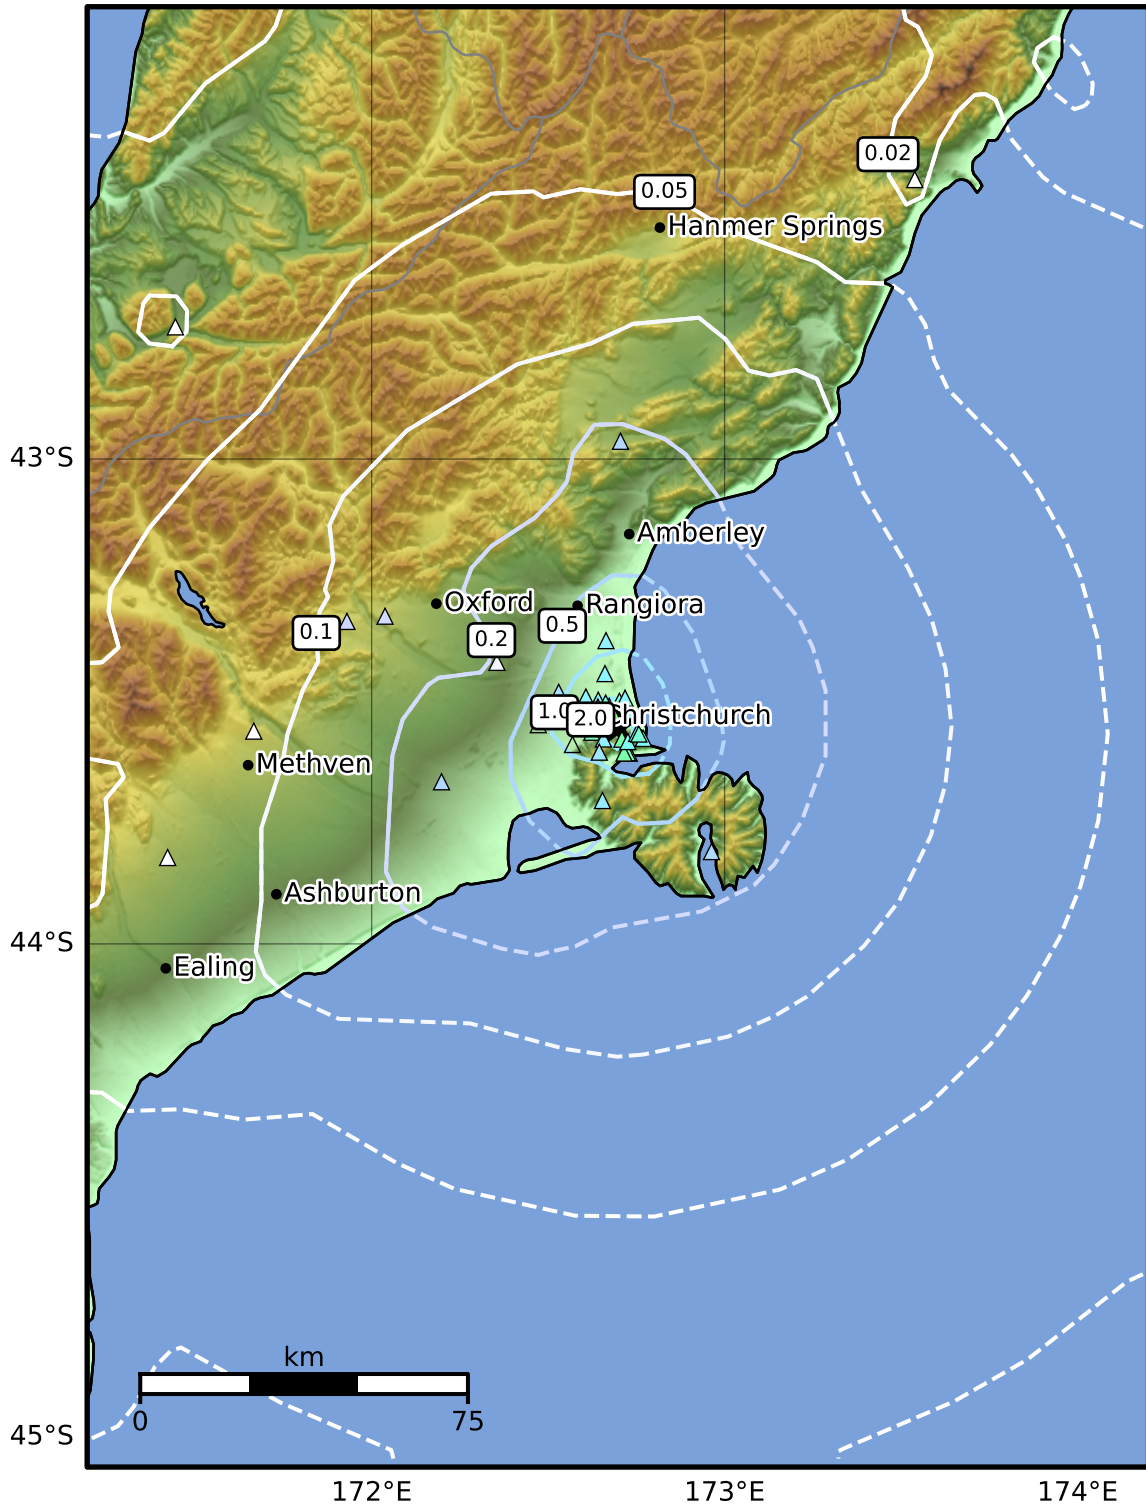 0.02
0.05
Hanmer Springs
43°S
Amberley
Oxford
Rangiora
0.1
0.5
0.2
1.0
2.0
Christchurch
Methven
Ashburton
44°S
Ealing
km
0
75
45°S
172°E
173°E
174°E